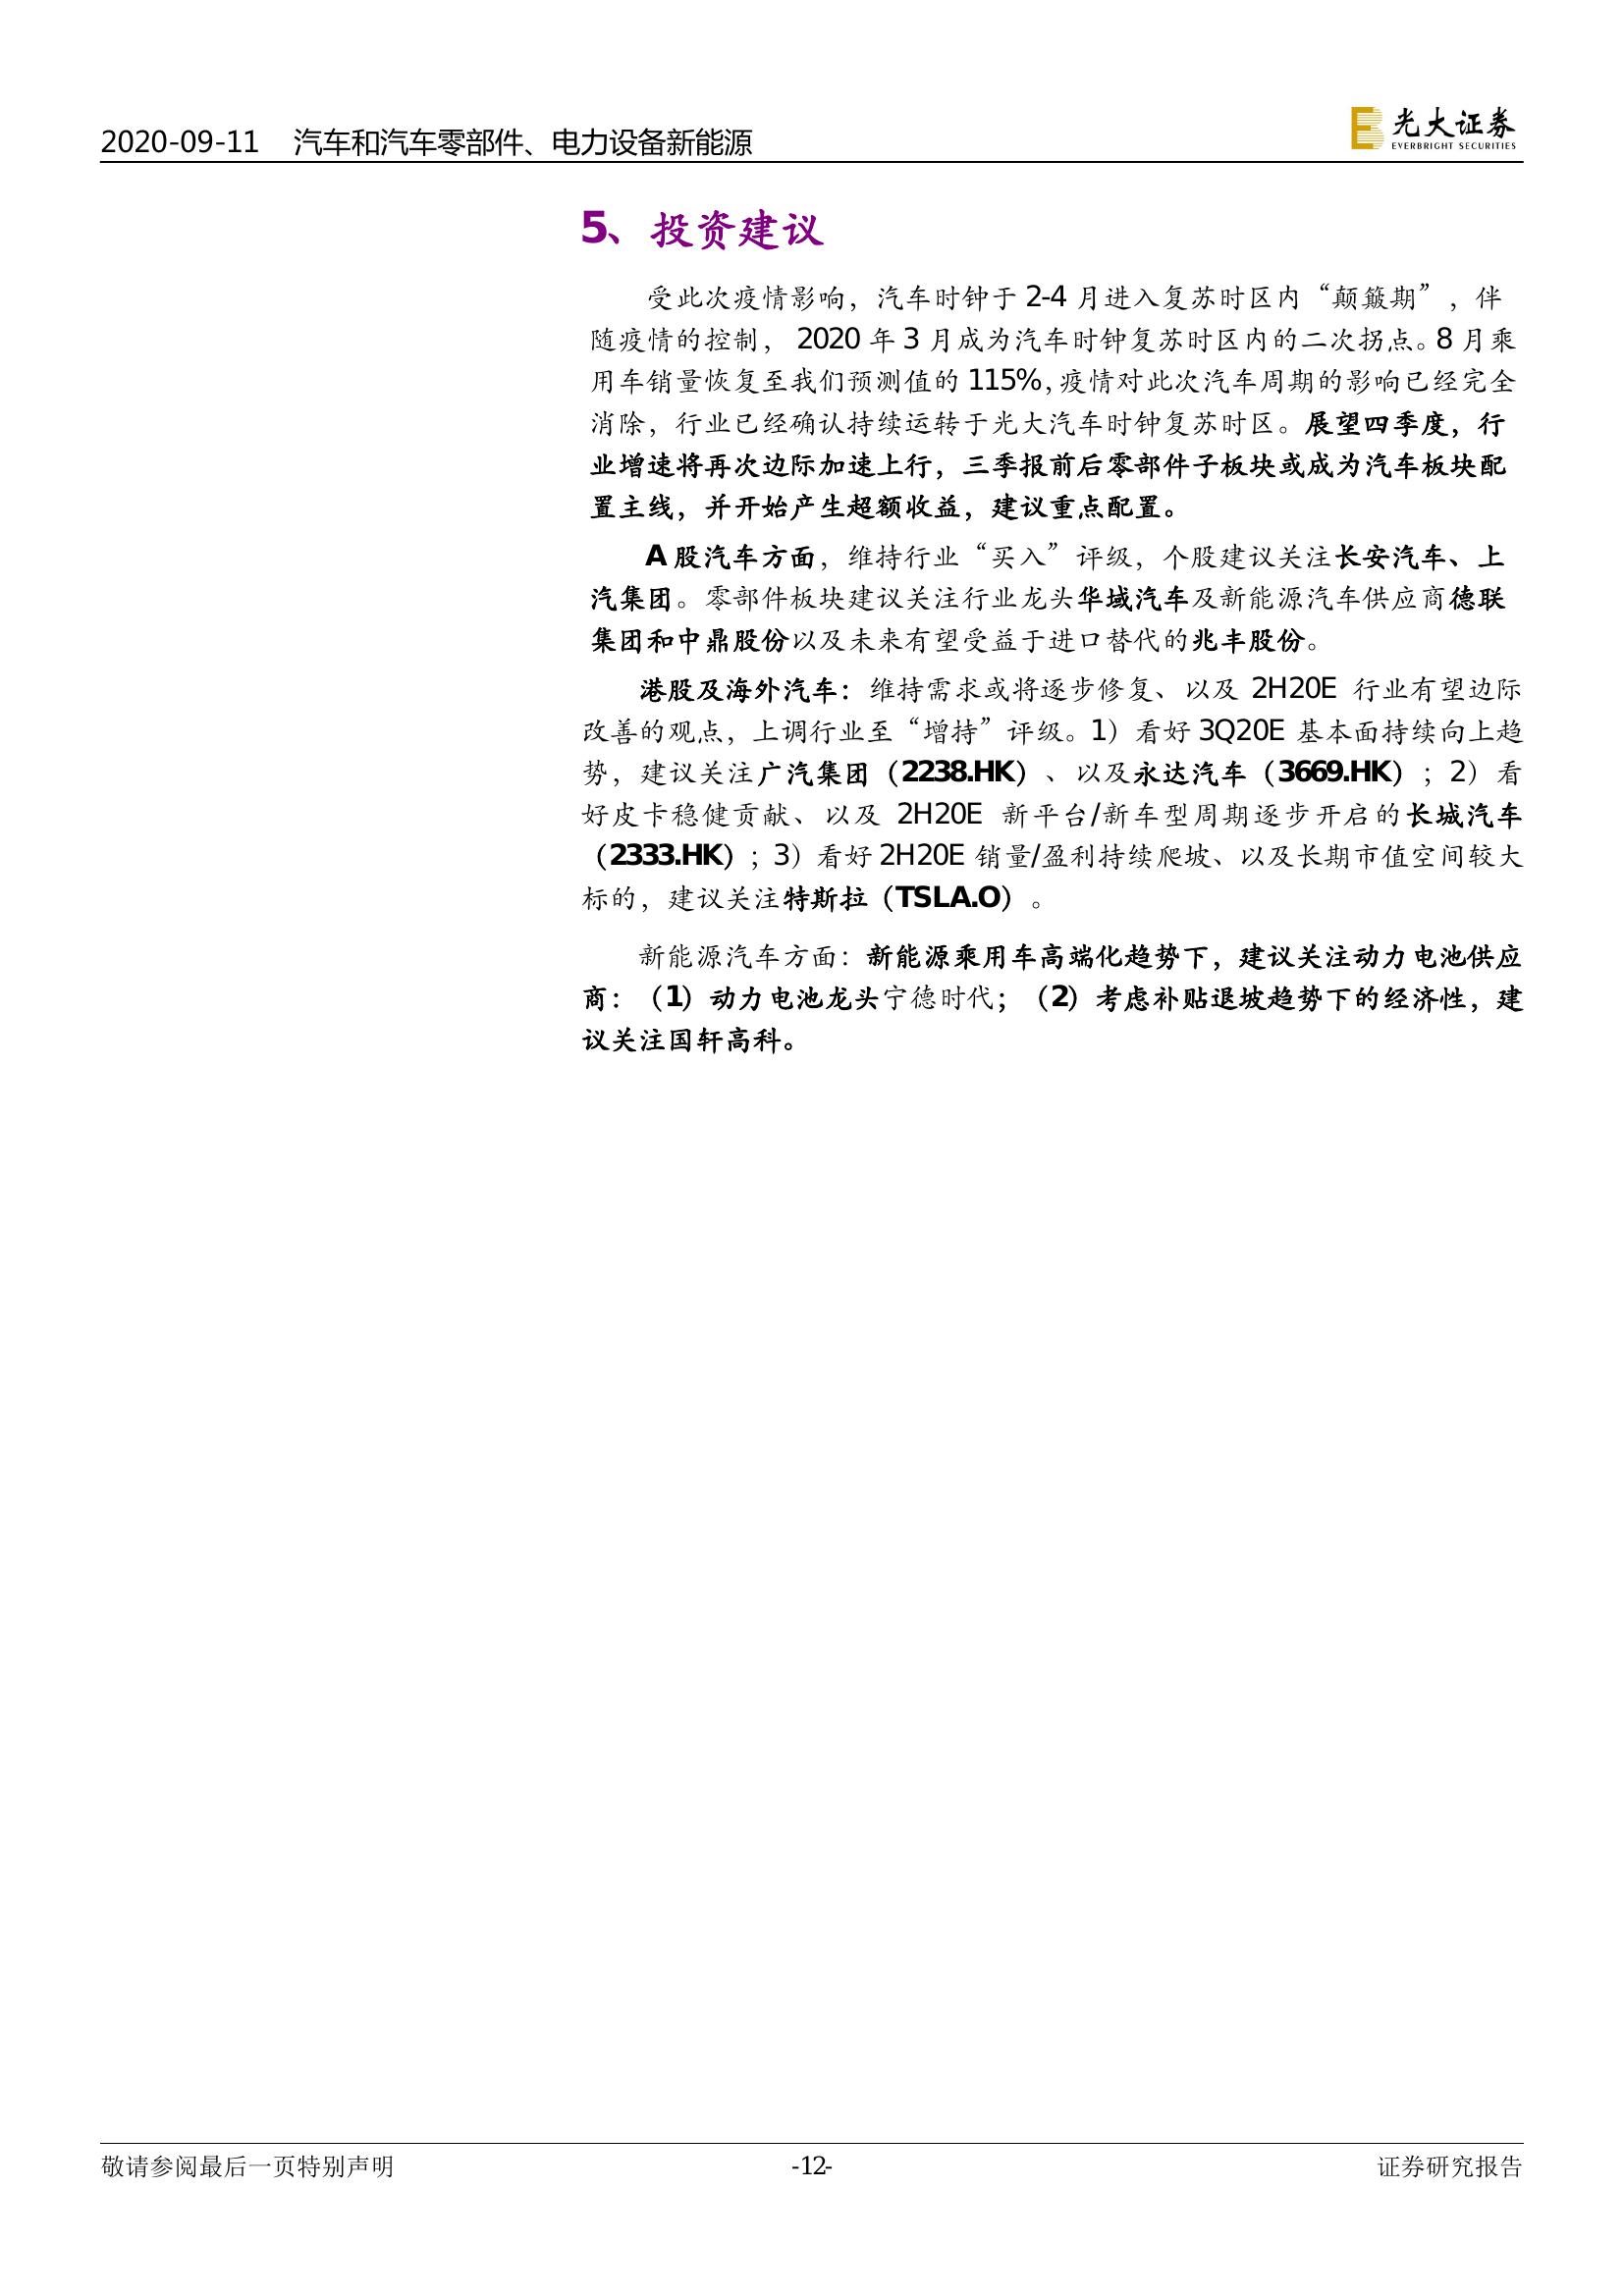 2020-09-11 汽车和汽车零部件、电力设备新能源
光大证券
EVERBRIGHT SECURITIES
5、投资建议
受此次疫情影响，汽车时钟于 2-4 月进入复苏时区内“颠簸期”，伴
随疫情的控制， 2020 年 3 月成为汽车时钟复苏时区内的二次拐点。8 月乘
用车销量恢复至我们预测值的 115%，疫情对此次汽车周期的影响已经完全
消除，行业已经确认持续运转于光大汽车时钟复苏时区。展望四季度，行
业增速将再次边际加速上行，三季报前后零部件子板块或成为汽车板块配
置主线，并开始产生超额收益，建议重点配置。
A 股汽车方面，维持行业“买入”评级，个股建议关注长安汽车、上
汽集团。零部件板块建议关注行业龙头华域汽车及新能源汽车供应商德联
集团和中鼎股份以及未来有望受益于进口替代的兆丰股份。
港股及海外汽车：维持需求或将逐步修复、以及 2H20E 行业有望边际
改善的观点，上调行业至“增持”评级。1）看好 3Q20E 基本面持续向上趋
势，建议关注广汽集团（2238.HK）、以及永达汽车（3669.HK）；2）看
好皮卡稳健贡献、以及 2H20E 新平台/新车型周期逐步开启的长城汽车
（2333.HK）；3）看好 2H20E 销量/盈利持续爬坡、以及长期市值空间较大
标的，建议关注特斯拉（TSLA.O）。
新能源汽车方面：新能源乘用车高端化趋势下，建议关注动力电池供应
商：（1）动力电池龙头宁德时代；（2）考虑补贴退坡趋势下的经济性，建
议关注国轩高科。
敬请参阅最后一页特别声明 -12- 证券研究报告